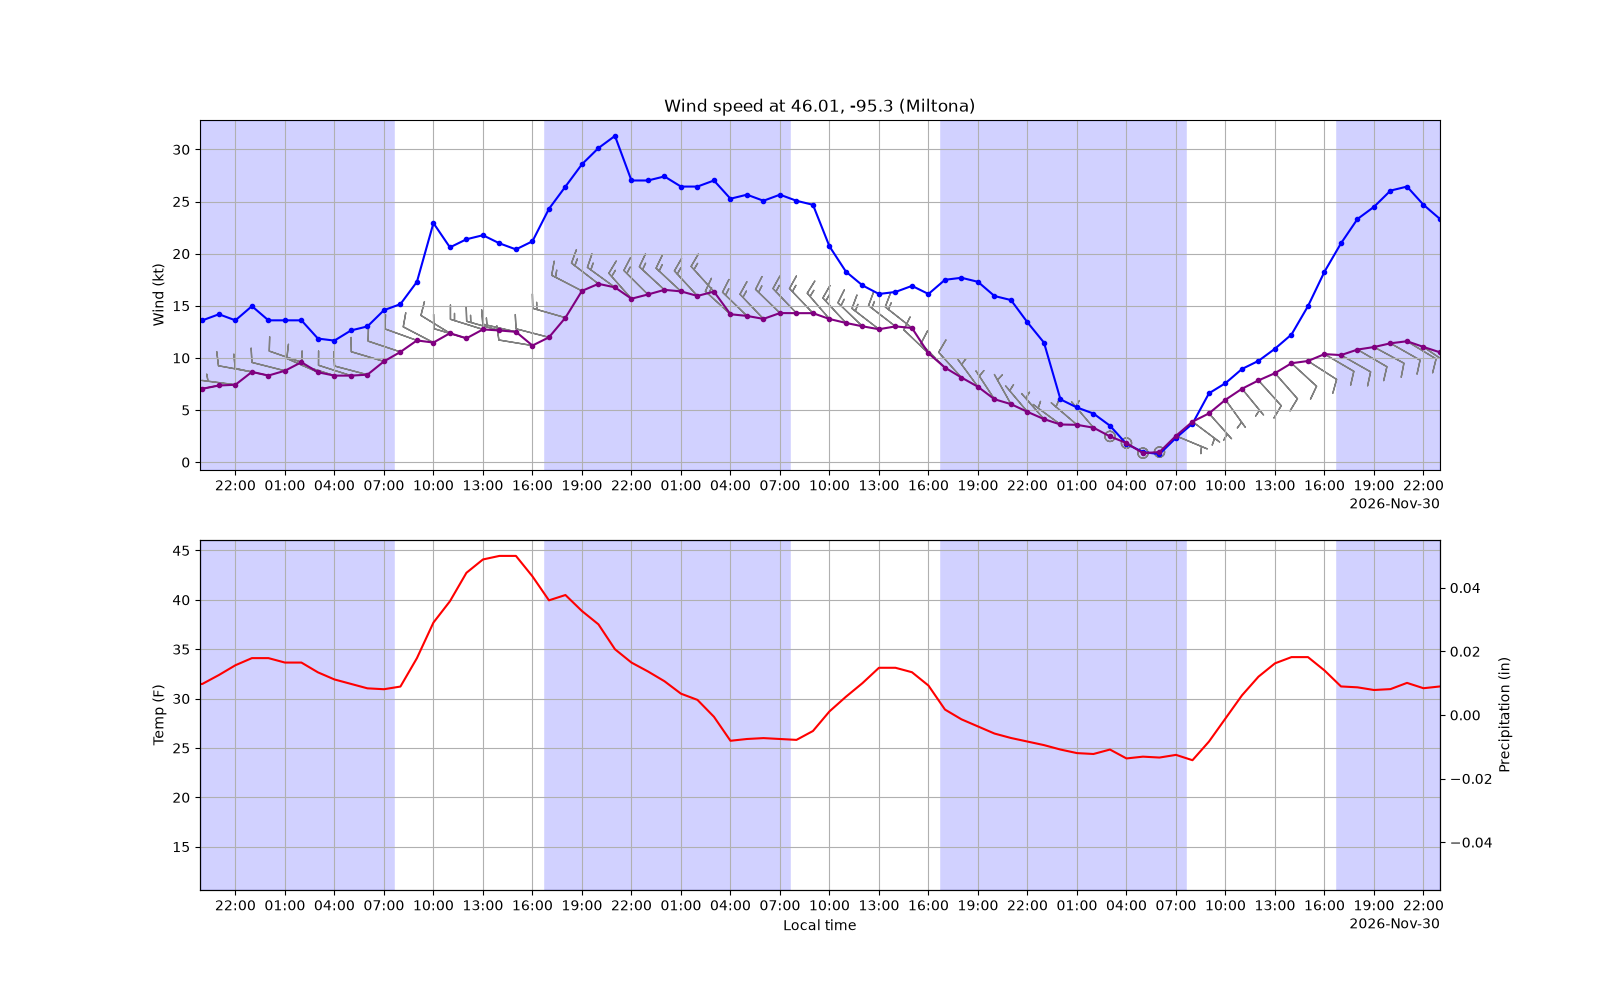 Wind speed at 46.01, -95.3 (Miltona)
Wind (kt)
30
25
20
15
10
5
0
22:00 01:00 04:00 07:00 10:00 13:00 16:00 19:00 22:00 01:00 04:00 07:00 10:00 13:00 16:00 19:00 22:00 01:00 04:00 07:00 10:00 13:00 16:00 19:00 22:00
2026-Nov-30
Temp (F)
45
40
35
30
25
20
15
0.04
0.02
0.00
−0.02
−0.04
Precipitation (in)
22:00 01:00 04:00 07:00 10:00 13:00 16:00 19:00 22:00 01:00 04:00 07:00 10:00 13:00 16:00 19:00 22:00 01:00 04:00 07:00 10:00 13:00 16:00 19:00 22:00
Local time
2026-Nov-30